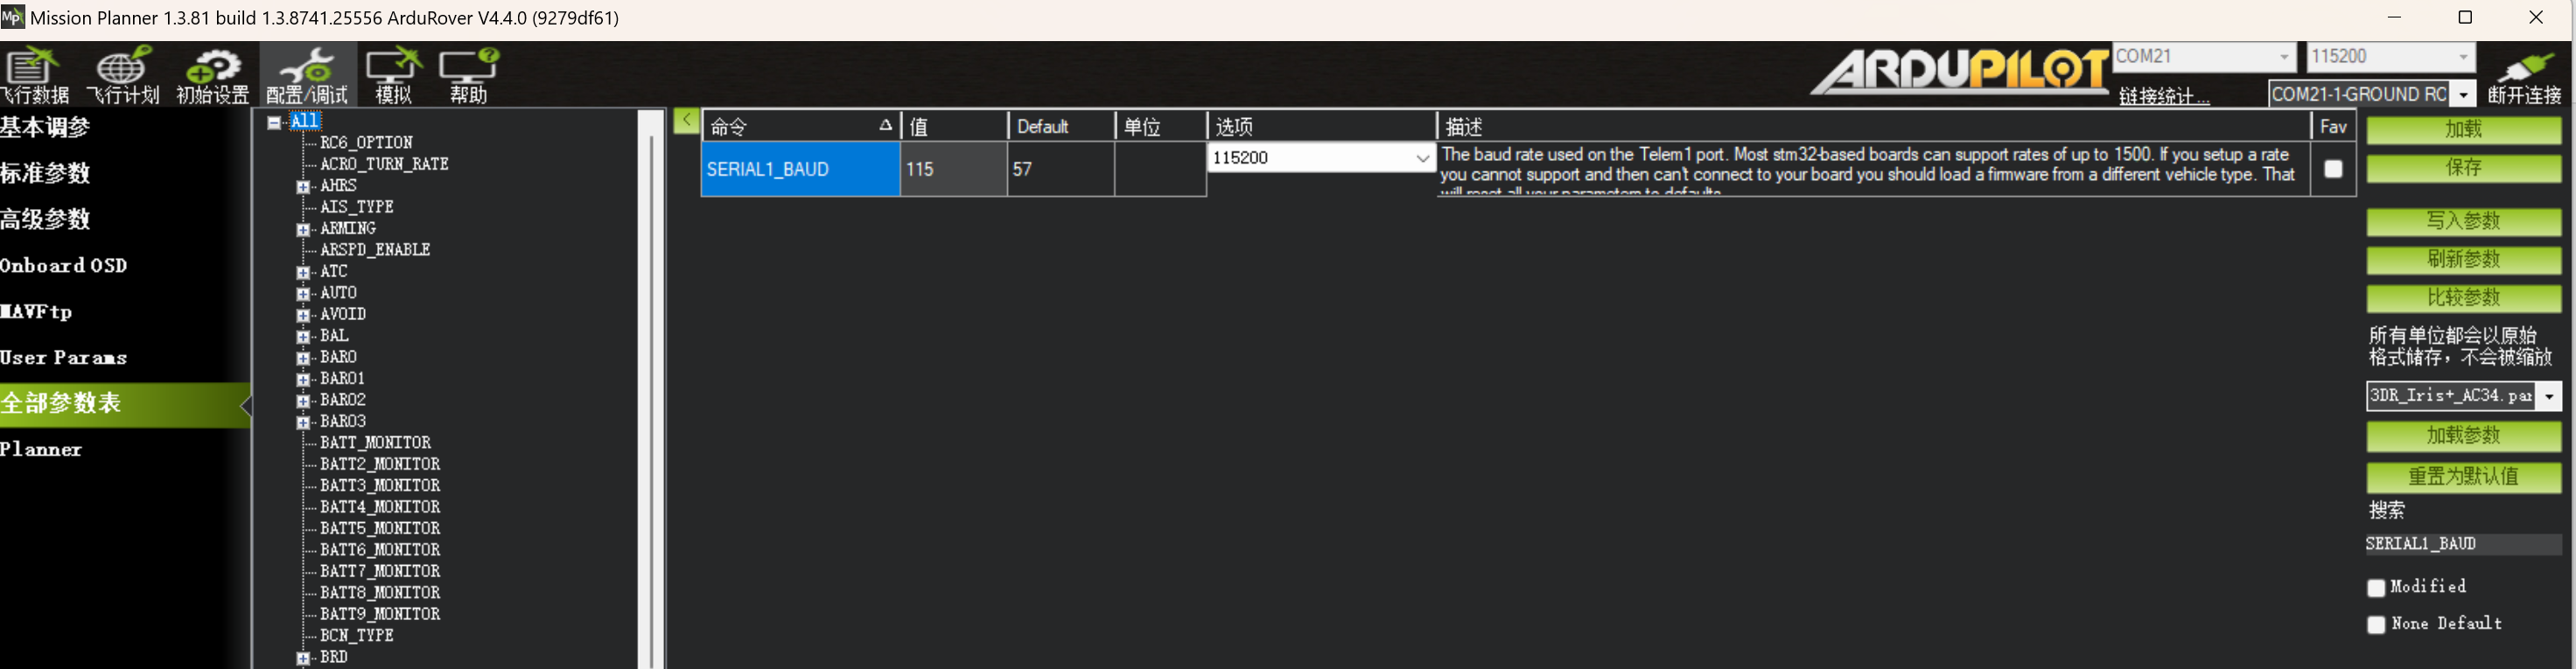 Mission Planner 1.3.81 build 1.3.8741.25556 ArduRover V4.4.0 (9279df61)
飞行数据 飞行计划 初始设置 配置/调试 模拟 帮助
ARDUPILOT
COM21 115200
链接统计... COM21-1-GROUND RO 断开连接
基本调参
标准参数
高级参数
Onboard OSD
MAVFtp
User Params
全部参数表
Planner
All
RC6_OPTION
ACRO_TURN_RATE
AHRS
AIS_TYPE
ARMING
ARSPD_ENABLE
ATC
AUTO
AVOID
BAL
BARO
BARO1
BARO2
BARO3
BATT_MONITOR
BATT2_MONITOR
BATT3_MONITOR
BATT4_MONITOR
BATT5_MONITOR
BATT6_MONITOR
BATT7_MONITOR
BATT8_MONITOR
BATT9_MONITOR
BCN_TYPE
BRD
命令 值 Default 单位 选项 描述 Fav
SERIAL1_BAUD 115 57 115200
The baud rate used on the Telem1 port. Most stm32-based boards can support rates of up to 1500. If you setup a rate
you cannot support and then can't connect to your board you should load a firmware from a different vehicle type. That
will reset all your parameters to defaults.
加载
保存
写入参数
刷新参数
比较参数
所有单位都会以原始
格式储存，不会被缩放
3DR_Iris+_AC34.par
加载参数
重置为默认值
搜索
SERIAL1_BAUD
Modified
None Default